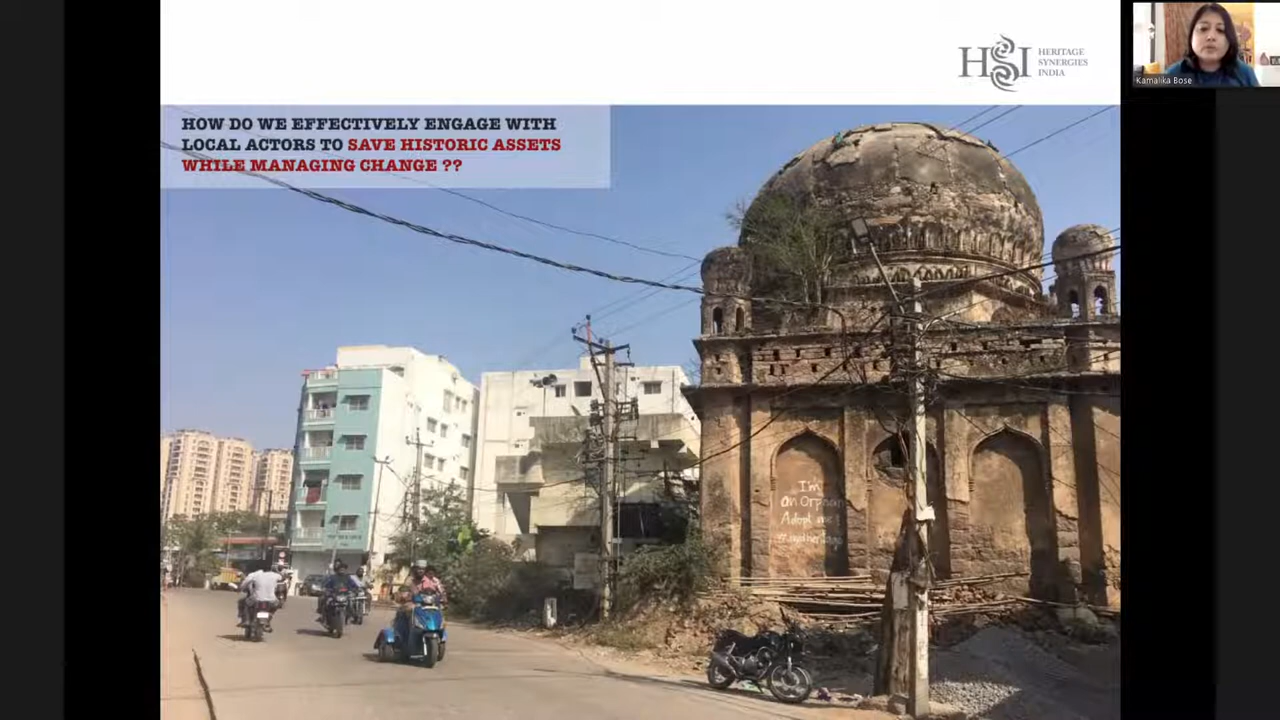 HSI HERITAGE
SYNERGIES
INDIA
Kamalika Bose
HOW DO WE EFFECTIVELY ENGAGE WITH
LOCAL ACTORS TO SAVE HISTORIC ASSETS
WHILE MANAGING CHANGE ??
I'm
an Orphan
Adopt me!